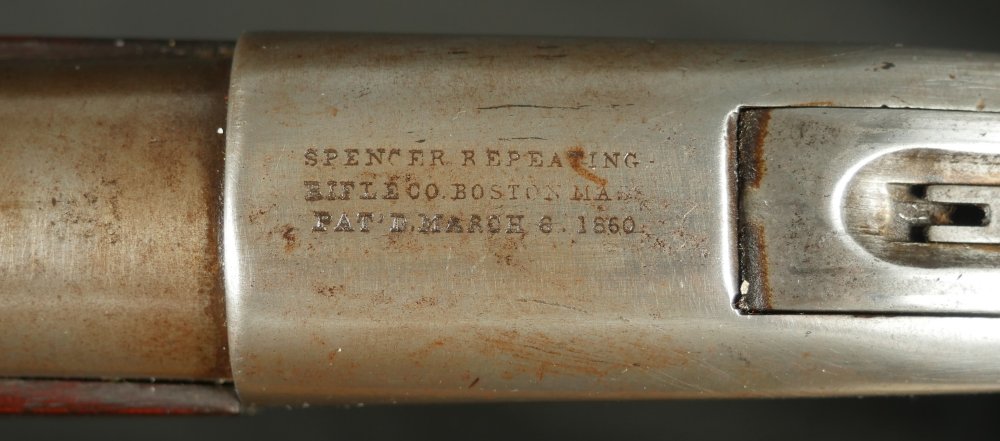 SPENCER REPEATING
RIFLE CO. BOSTON MASS
PAT'D. MARCH 6. 1860.